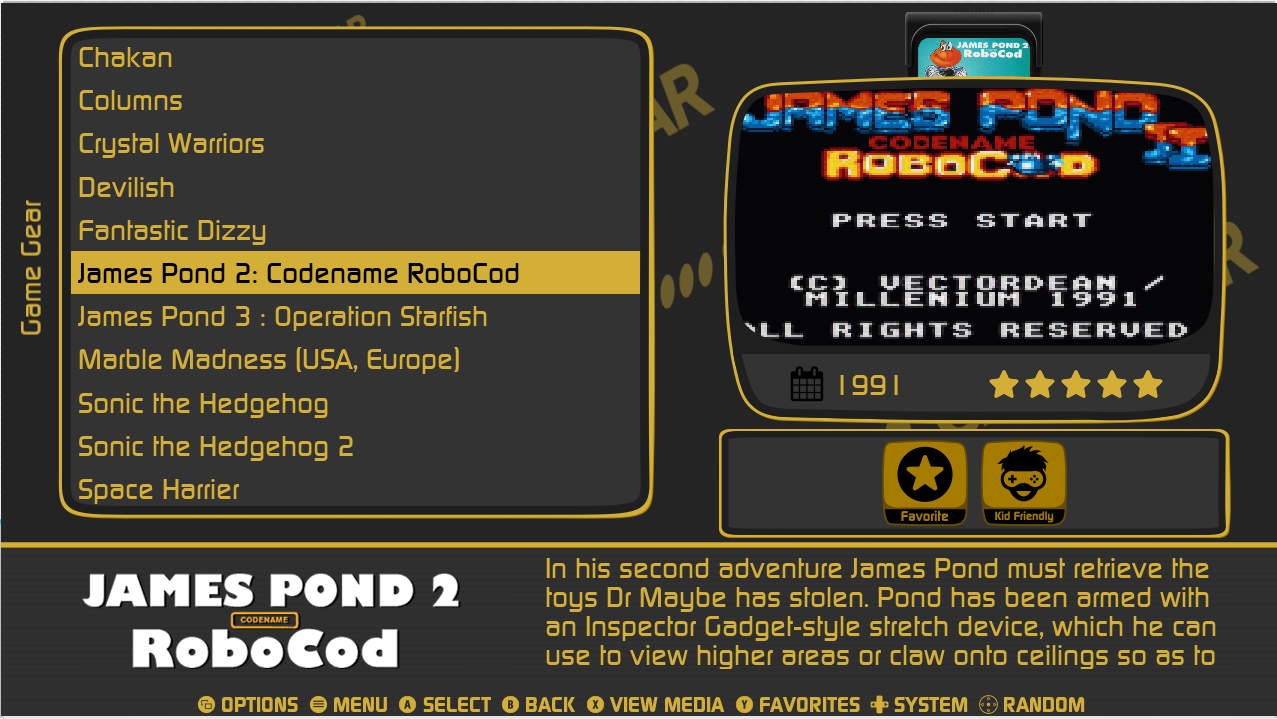 Game Gear
Chakan
Columns
Crystal Warriors
Devilish
Fantastic Dizzy
James Pond 2: Codename RoboCod
James Pond 3 : Operation Starfish
Marble Madness (USA, Europe)
Sonic the Hedgehog
Sonic the Hedgehog 2
Space Harrier
JAMES POND 2
RoboCod
JAMES POND II
CODENAME
ROBOCOD
PRESS START
(C) VECTORDEAN /
MILLENIUM 1991
ALL RIGHTS RESERVED
1991
Favorite
Kid Friendly
JAMES POND 2
CODENAME
RoboCod
In his second adventure James Pond must retrieve the
toys Dr Maybe has stolen. Pond has been armed with
an Inspector Gadget-style stretch device, which he can
use to view higher areas or claw onto ceilings so as to
OPTIONS MENU A SELECT B BACK X VIEW MEDIA Y FAVORITES SYSTEM RANDOM